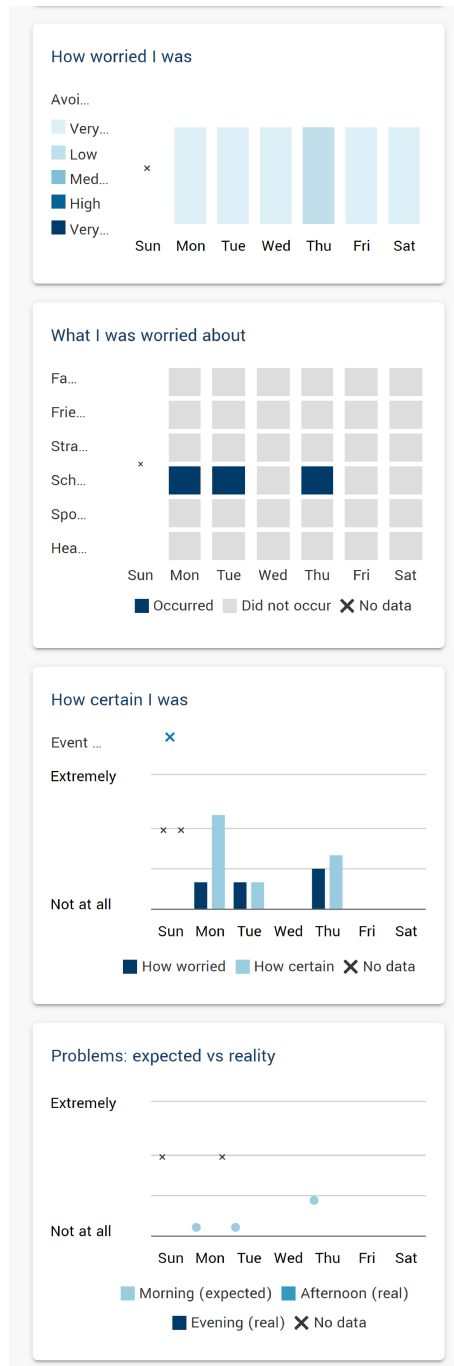 How worried I was
Avoi...
Very...
Low
Med...
High
Very...
Sun Mon Tue Wed Thu Fri Sat
What I was worried about
Fa...
Frie...
Stra...
Sch...
Spo...
Hea...
Sun Mon Tue Wed Thu Fri Sat
Occurred Did not occur No data
How certain I was
Event ...
Extremely
Not at all
Sun Mon Tue Wed Thu Fri Sat
How worried How certain No data
Problems: expected vs reality
Extremely
Not at all
Sun Mon Tue Wed Thu Fri Sat
Morning (expected) Afternoon (real)
Evening (real) No data